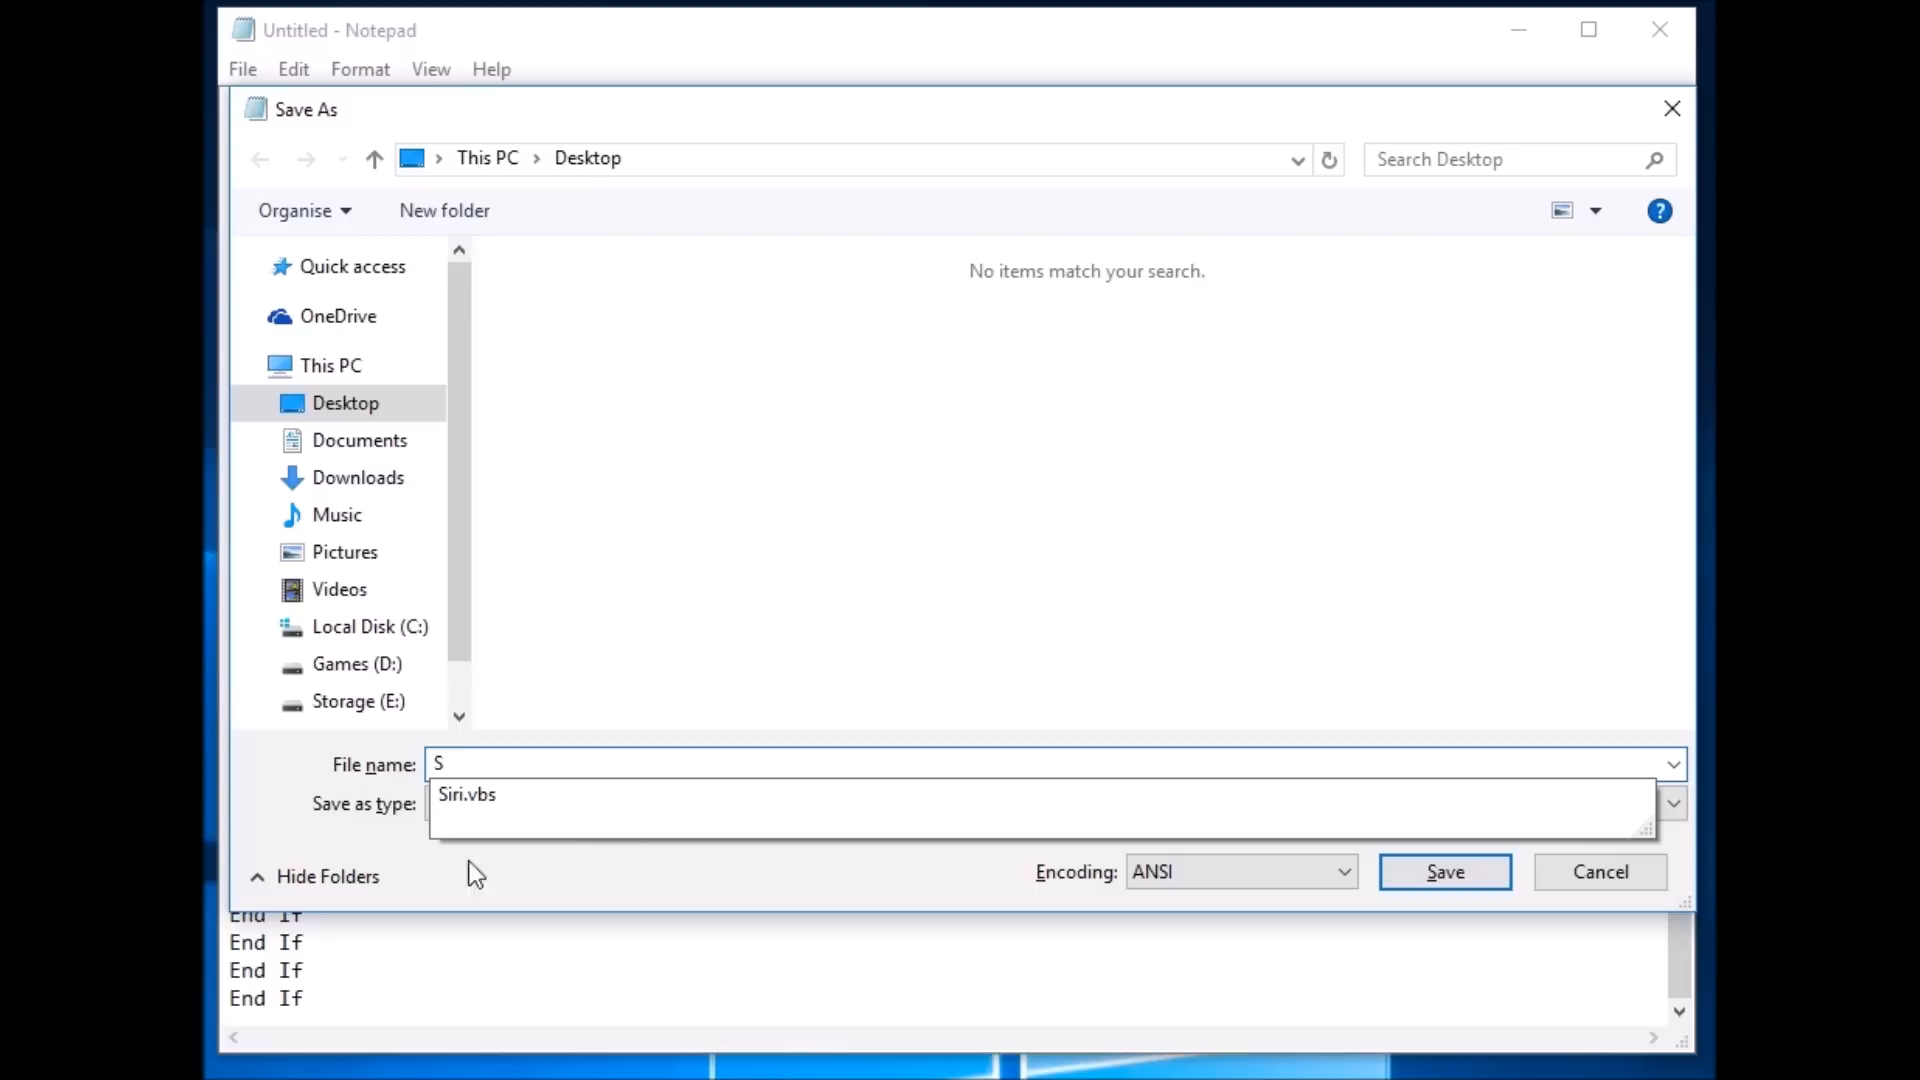 Untitled - Notepad
File Edit Format View Help
Save As
This PC Desktop
Search Desktop
Organise New folder
?
Quick access
OneDrive
This PC
Desktop
Documents
Downloads
Music
Pictures
Videos
Local Disk (C:)
Games (D:)
Storage (E:)
No items match your search.
File name: S
Siri.vbs
Save as type:
Hide Folders
Encoding: ANSI Save Cancel
End If
End If
End If
End If